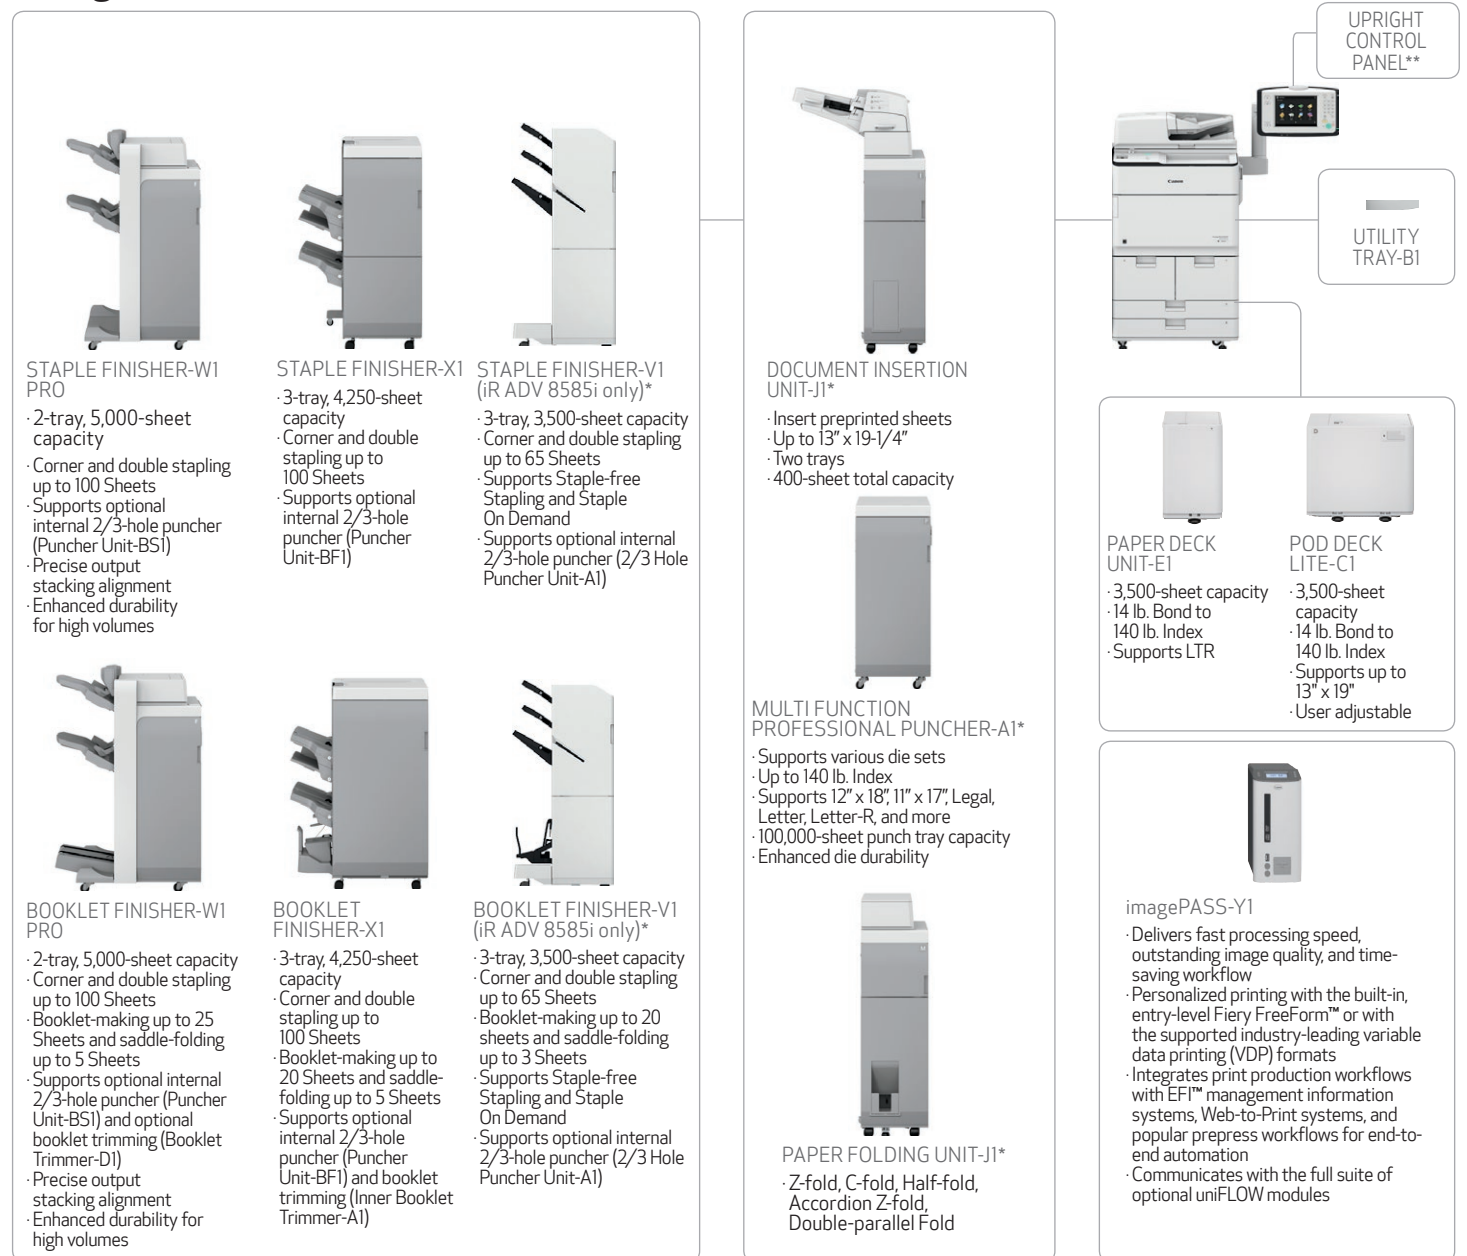 UPRIGHT
CONTROL
PANEL**
Canon
UTILITY
TRAY-B1
STAPLE FINISHER-W1
PRO
· 2-tray, 5,000-sheet
capacity
· Corner and double stapling
up to 100 Sheets
· Supports optional
internal 2/3-hole puncher
(Puncher Unit-BS1)
· Precise output
stacking alignment
· Enhanced durability
for high volumes
STAPLE FINISHER-X1
· 3-tray, 4,250-sheet
capacity
· Corner and double
stapling up to
100 Sheets
· Supports optional
internal 2/3-hole
puncher (Puncher
Unit-BF1)
STAPLE FINISHER-V1
(iR ADV 8585i only)*
· 3-tray, 3,500-sheet capacity
· Corner and double stapling
up to 65 Sheets
· Supports Staple-free
Stapling and Staple
On Demand
· Supports optional internal
2/3-hole puncher (2/3 Hole
Puncher Unit-A1)
BOOKLET FINISHER-W1
PRO
· 2-tray, 5,000-sheet capacity
· Corner and double stapling
up to 100 Sheets
· Booklet-making up to 25
Sheets and saddle-folding
up to 5 Sheets
· Supports optional internal
2/3-hole puncher (Puncher
Unit-BS1) and optional
booklet trimming (Booklet
Trimmer-D1)
· Precise output
stacking alignment
· Enhanced durability for
high volumes
BOOKLET
FINISHER-X1
· 3-tray, 4,250-sheet
capacity
· Corner and double
stapling up to
100 Sheets
· Booklet-making up to
20 Sheets and saddle-
folding up to 5 Sheets
· Supports optional
internal 2/3-hole
puncher (Puncher
Unit-BF1) and booklet
trimming (Inner Booklet
Trimmer-A1)
BOOKLET FINISHER-V1
(iR ADV 8585i only)*
· 3-tray, 3,500-sheet capacity
· Corner and double stapling
up to 65 Sheets
· Booklet-making up to 20
sheets and saddle-folding
up to 3 Sheets
· Supports Staple-free
Stapling and Staple
On Demand
· Supports optional internal
2/3-hole puncher (2/3 Hole
Puncher Unit-A1)
DOCUMENT INSERTION
UNIT-J1*
· Insert preprinted sheets
· Up to 13” x 19-1/4”
· Two trays
· 400-sheet total capacity
MULTI FUNCTION
PROFESSIONAL PUNCHER-A1*
· Supports various die sets
· Up to 140 lb. Index
· Supports 12” x 18”, 11” x 17”, Legal,
Letter, Letter-R, and more
· 100,000-sheet punch tray capacity
· Enhanced die durability
PAPER FOLDING UNIT-J1*
· Z-fold, C-fold, Half-fold,
Accordion Z-fold,
Double-parallel Fold
PAPER DECK
UNIT-E1
· 3,500-sheet capacity
· 14 lb. Bond to
140 lb. Index
· Supports LTR
POD DECK
LITE-C1
· 3,500-sheet
capacity
· 14 lb. Bond to
140 lb. Index
· Supports up to
13" x 19"
· User adjustable
imagePASS-Y1
· Delivers fast processing speed,
outstanding image quality, and time-
saving workflow
· Personalized printing with the built-in,
entry-level Fiery FreeForm™ or with
the supported industry-leading variable
data printing (VDP) formats
· Integrates print production workflows
with EFI™ management information
systems, Web-to-Print systems, and
popular prepress workflows for end-to-
end automation
· Communicates with the full suite of
optional uniFLOW modules